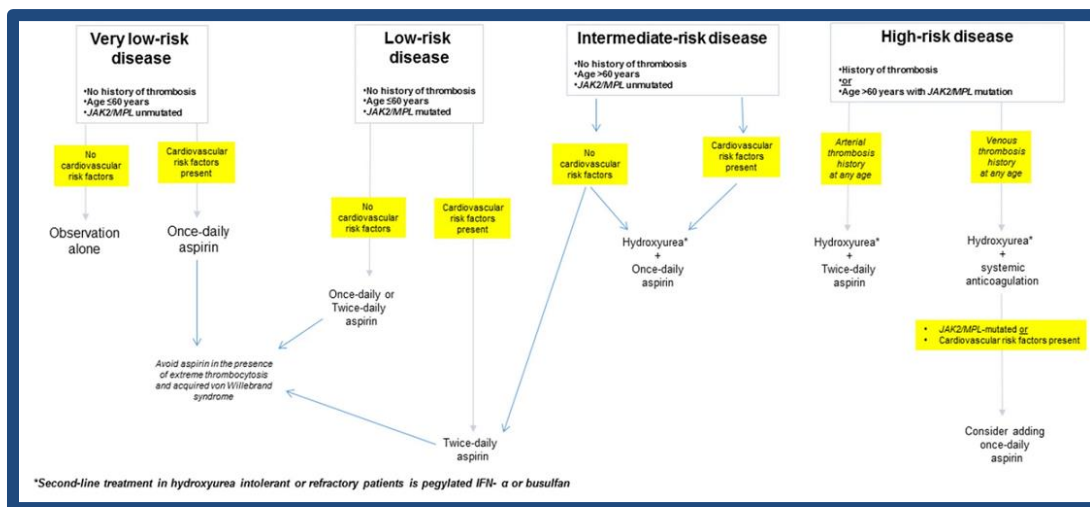 Very low-risk
disease
•No history of thrombosis
•Age ≤60 years
•JAK2/MPL unmutated
Low-risk
disease
•No history of thrombosis
•Age ≤60 years
•JAK2/MPL mutated
Intermediate-risk disease
•No history of thrombosis
•Age >60 years
•JAK2/MPL unmutated
High-risk disease
•History of thrombosis
•or
•Age >60 years with JAK2/MPL mutation
No
cardiovascular
risk factors
Cardiovascular
risk factors
present
No
cardiovascular
risk factors
Cardiovascular
risk factors
present
No
cardiovascular
risk factors
Cardiovascular
risk factors
present
Arterial
thrombosis
history
at any age
Venous
thrombosis
history
at any age
Observation
alone
Once-daily
aspirin
Once-daily or
Twice-daily
aspirin
Hydroxyurea*
+
Once-daily
aspirin
Hydroxyurea*
+
Twice-daily
aspirin
Hydroxyurea*
+
systemic
anticoagulation
• JAK2/MPL-mutated or
• Cardiovascular risk factors present
Avoid aspirin in the presence
of extreme thrombocytosis
and acquired von Willebrand
syndrome
Twice-daily
aspirin
Consider adding
once-daily
aspirin
*Second-line treatment in hydroxyurea intolerant or refractory patients is pegylated IFN- α or busulfan